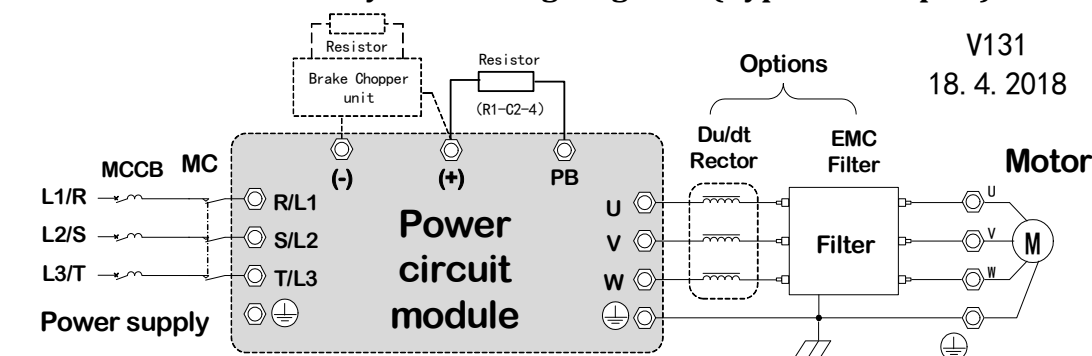 V131
18. 4. 2018
Resistor
Brake Chopper
unit
Resistor
(R1-C2-4)
Options
Du/dt
Rector
EMC
Filter
Motor
MCCB
MC
(-)
(+)
PB
L1/R
R/L1
L2/S
S/L2
L3/T
T/L3
Power supply
Power
circuit
module
U
V
W
Filter
U
V
W
M